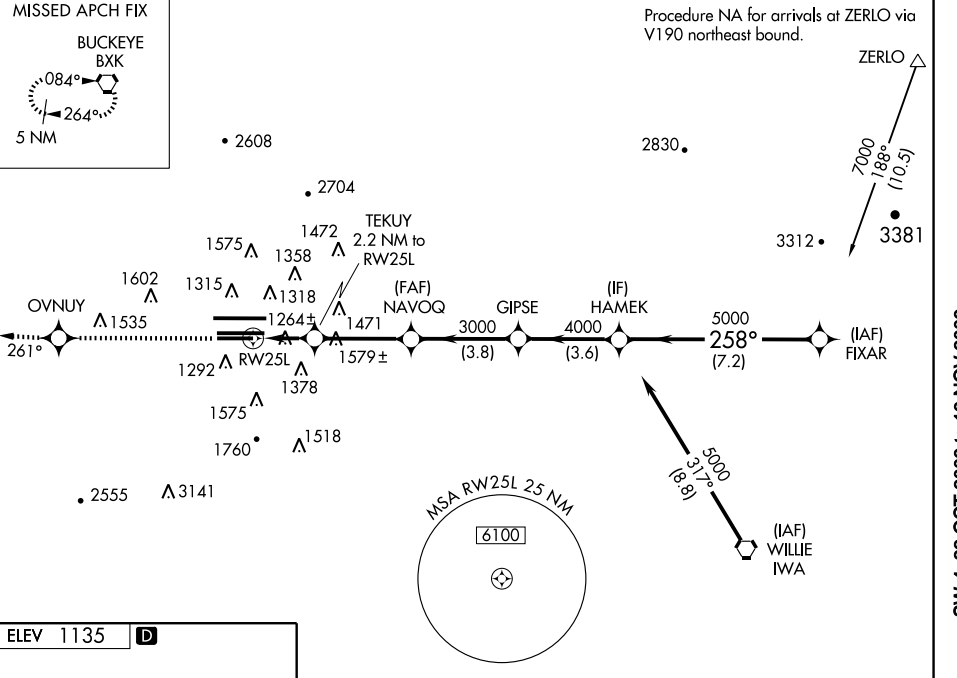 MISSED APCH FIX
BUCKEYE
BXK
084°
264°
5 NM
Procedure NA for arrivals at ZERLO via
V190 northeast bound.
ZERLO
7000
188°
(10.5)
3381
2830
3312
2608
2704
TEKUY
2.2 NM to
RW25L
1472
1575
1358
1602
1315
1318
OVNUY
1535
1264±
1471
(FAF)
NAVOQ
GIPSE
(IF)
HAMEK
3000
(3.8)
4000
(3.6)
5000
258°
(7.2)
(IAF)
FIXAR
261°
RW25L
1579±
1292
1378
1575
1760
1518
2555
3141
5000
317°
(8.8)
(IAF)
WILLIE
IWA
MSA RW25L 25 NM
6100
ELEV 1135
D